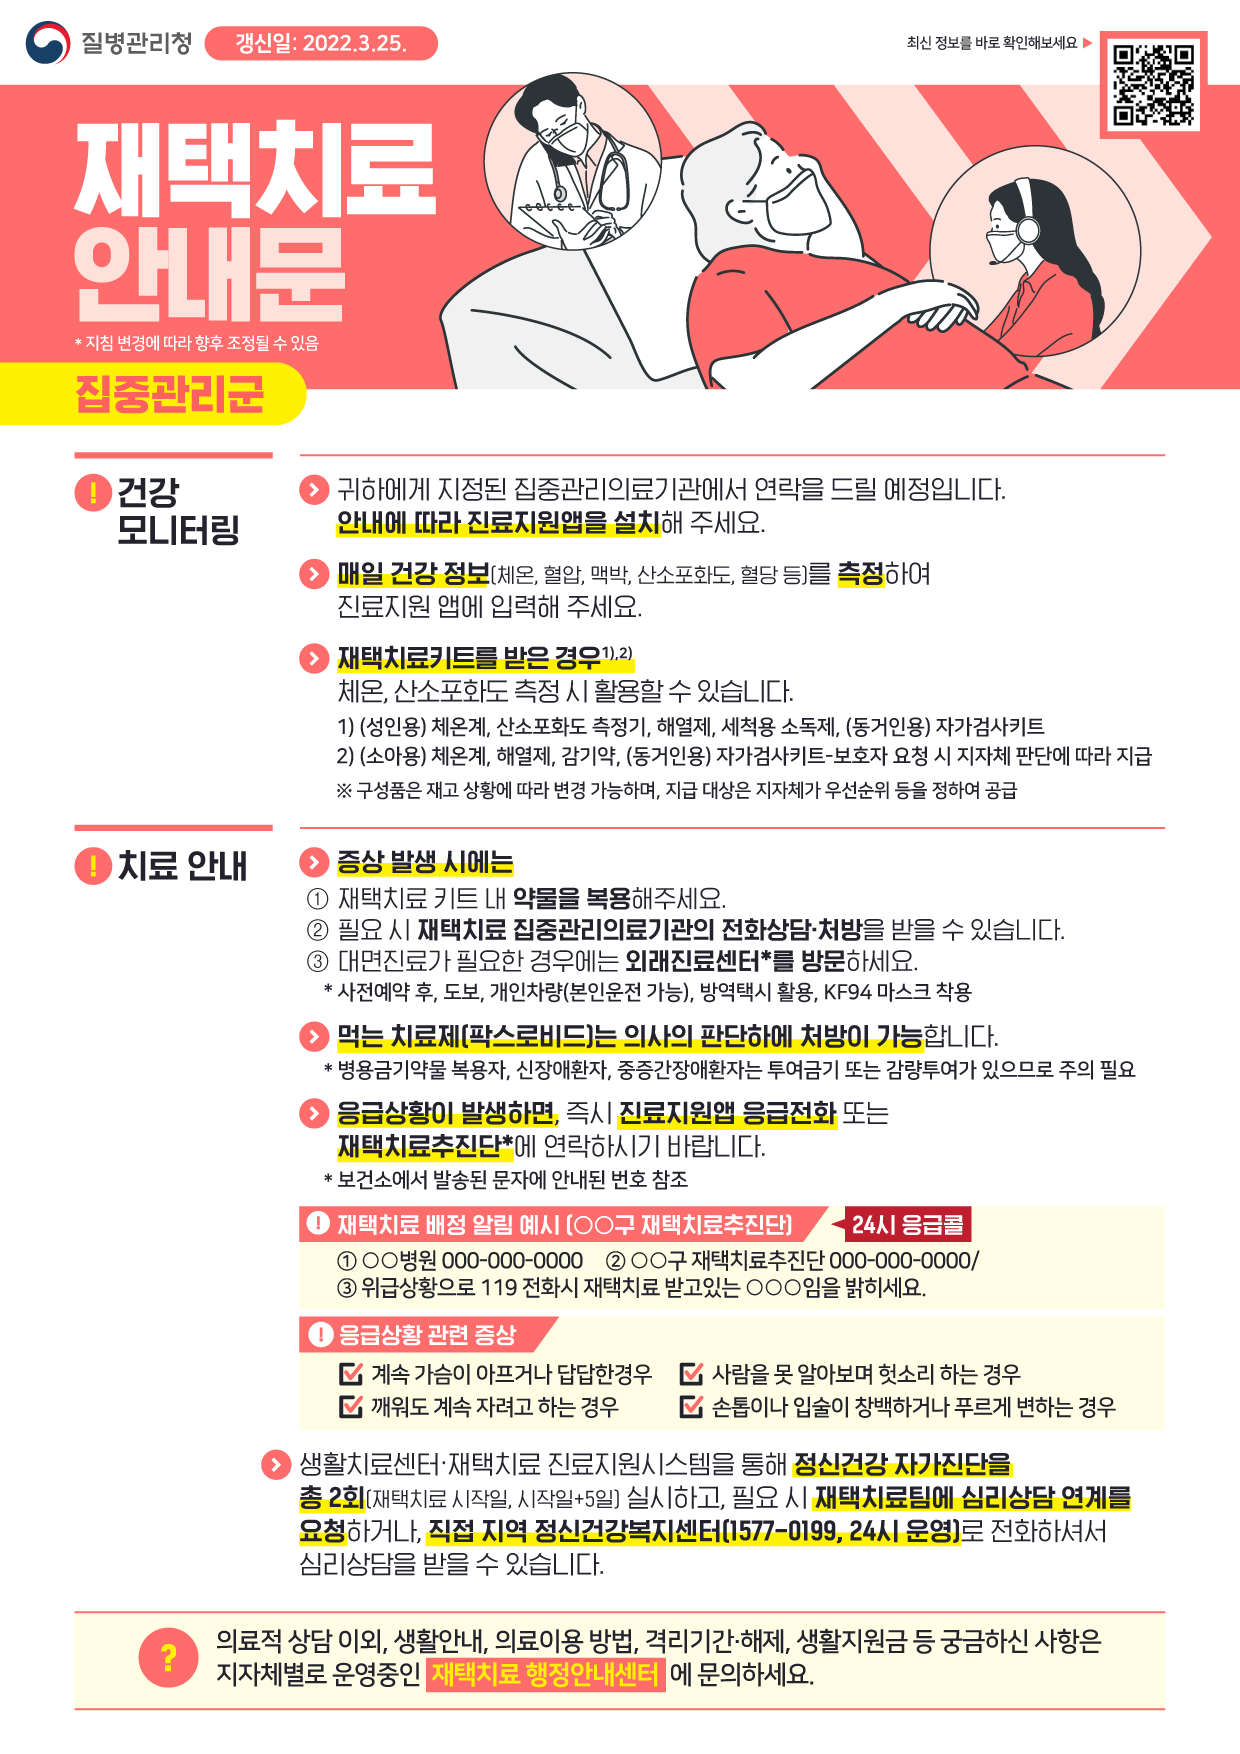 질병관리청
갱신일: 2022.3.25.
최신 정보를 바로 확인해보세요 ▶
재택치료
안내문
* 지침 변경에 따라 향후 조정될 수 있음
집중관리군
! 건강
모니터링
귀하에게 지정된 집중관리의료기관에서 연락을 드릴 예정입니다.
안내에 따라 진료지원앱을 설치해 주세요.
매일 건강 정보(체온, 혈압, 맥박, 산소포화도, 혈당 등)를 측정하여
진료지원 앱에 입력해 주세요.
재택치료키트를 받은 경우1),2)
체온, 산소포화도 측정 시 활용할 수 있습니다.
1) (성인용) 체온계, 산소포화도 측정기, 해열제, 세척용 소독제, (동거인용) 자가검사키트
2) (소아용) 체온계, 해열제, 감기약, (동거인용) 자가검사키트-보호자 요청 시 지자체 판단에 따라 지급
※ 구성품은 재고 상황에 따라 변경 가능하며, 지급 대상은 지자체가 우선순위 등을 정하여 공급
! 치료 안내
증상 발생 시에는
① 재택치료 키트 내 약물을 복용해주세요.
② 필요 시 재택치료 집중관리의료기관의 전화상담·처방을 받을 수 있습니다.
③ 대면진료가 필요한 경우에는 외래진료센터*를 방문하세요.
* 사전예약 후, 도보, 개인차량(본인운전 가능), 방역택시 활용, KF94 마스크 착용
먹는 치료제(팍스로비드)는 의사의 판단하에 처방이 가능합니다.
* 병용금기약물 복용자, 신장애환자, 중증간장애환자는 투여금기 또는 감량투여가 있으므로 주의 필요
응급상황이 발생하면, 즉시 진료지원앱 응급전화 또는
재택치료추진단*에 연락하시기 바랍니다.
* 보건소에서 발송된 문자에 안내된 번호 참조
! 재택치료 배정 알림 예시 (○○구 재택치료추진단)
24시 응급콜
① ○○병원 000-000-0000 ② ○○구 재택치료추진단 000-000-0000/
③ 위급상황으로 119 전화시 재택치료 받고있는 ○○○임을 밝히세요.
! 응급상황 관련 증상
계속 가슴이 아프거나 답답한경우
사람을 못 알아보며 헛소리 하는 경우
깨워도 계속 자려고 하는 경우
손톱이나 입술이 창백하거나 푸르게 변하는 경우
생활치료센터·재택치료 진료지원시스템을 통해 정신건강 자가진단을
총 2회(재택치료 시작일, 시작일+5일) 실시하고, 필요 시 재택치료팀에 심리상담 연계를
요청하거나, 직접 지역 정신건강복지센터(1577-0199, 24시 운영)로 전화하셔서
심리상담을 받을 수 있습니다.
? 의료적 상담 이외, 생활안내, 의료이용 방법, 격리기간·해제, 생활지원금 등 궁금하신 사항은
지자체별로 운영중인 재택치료 행정안내센터 에 문의하세요.